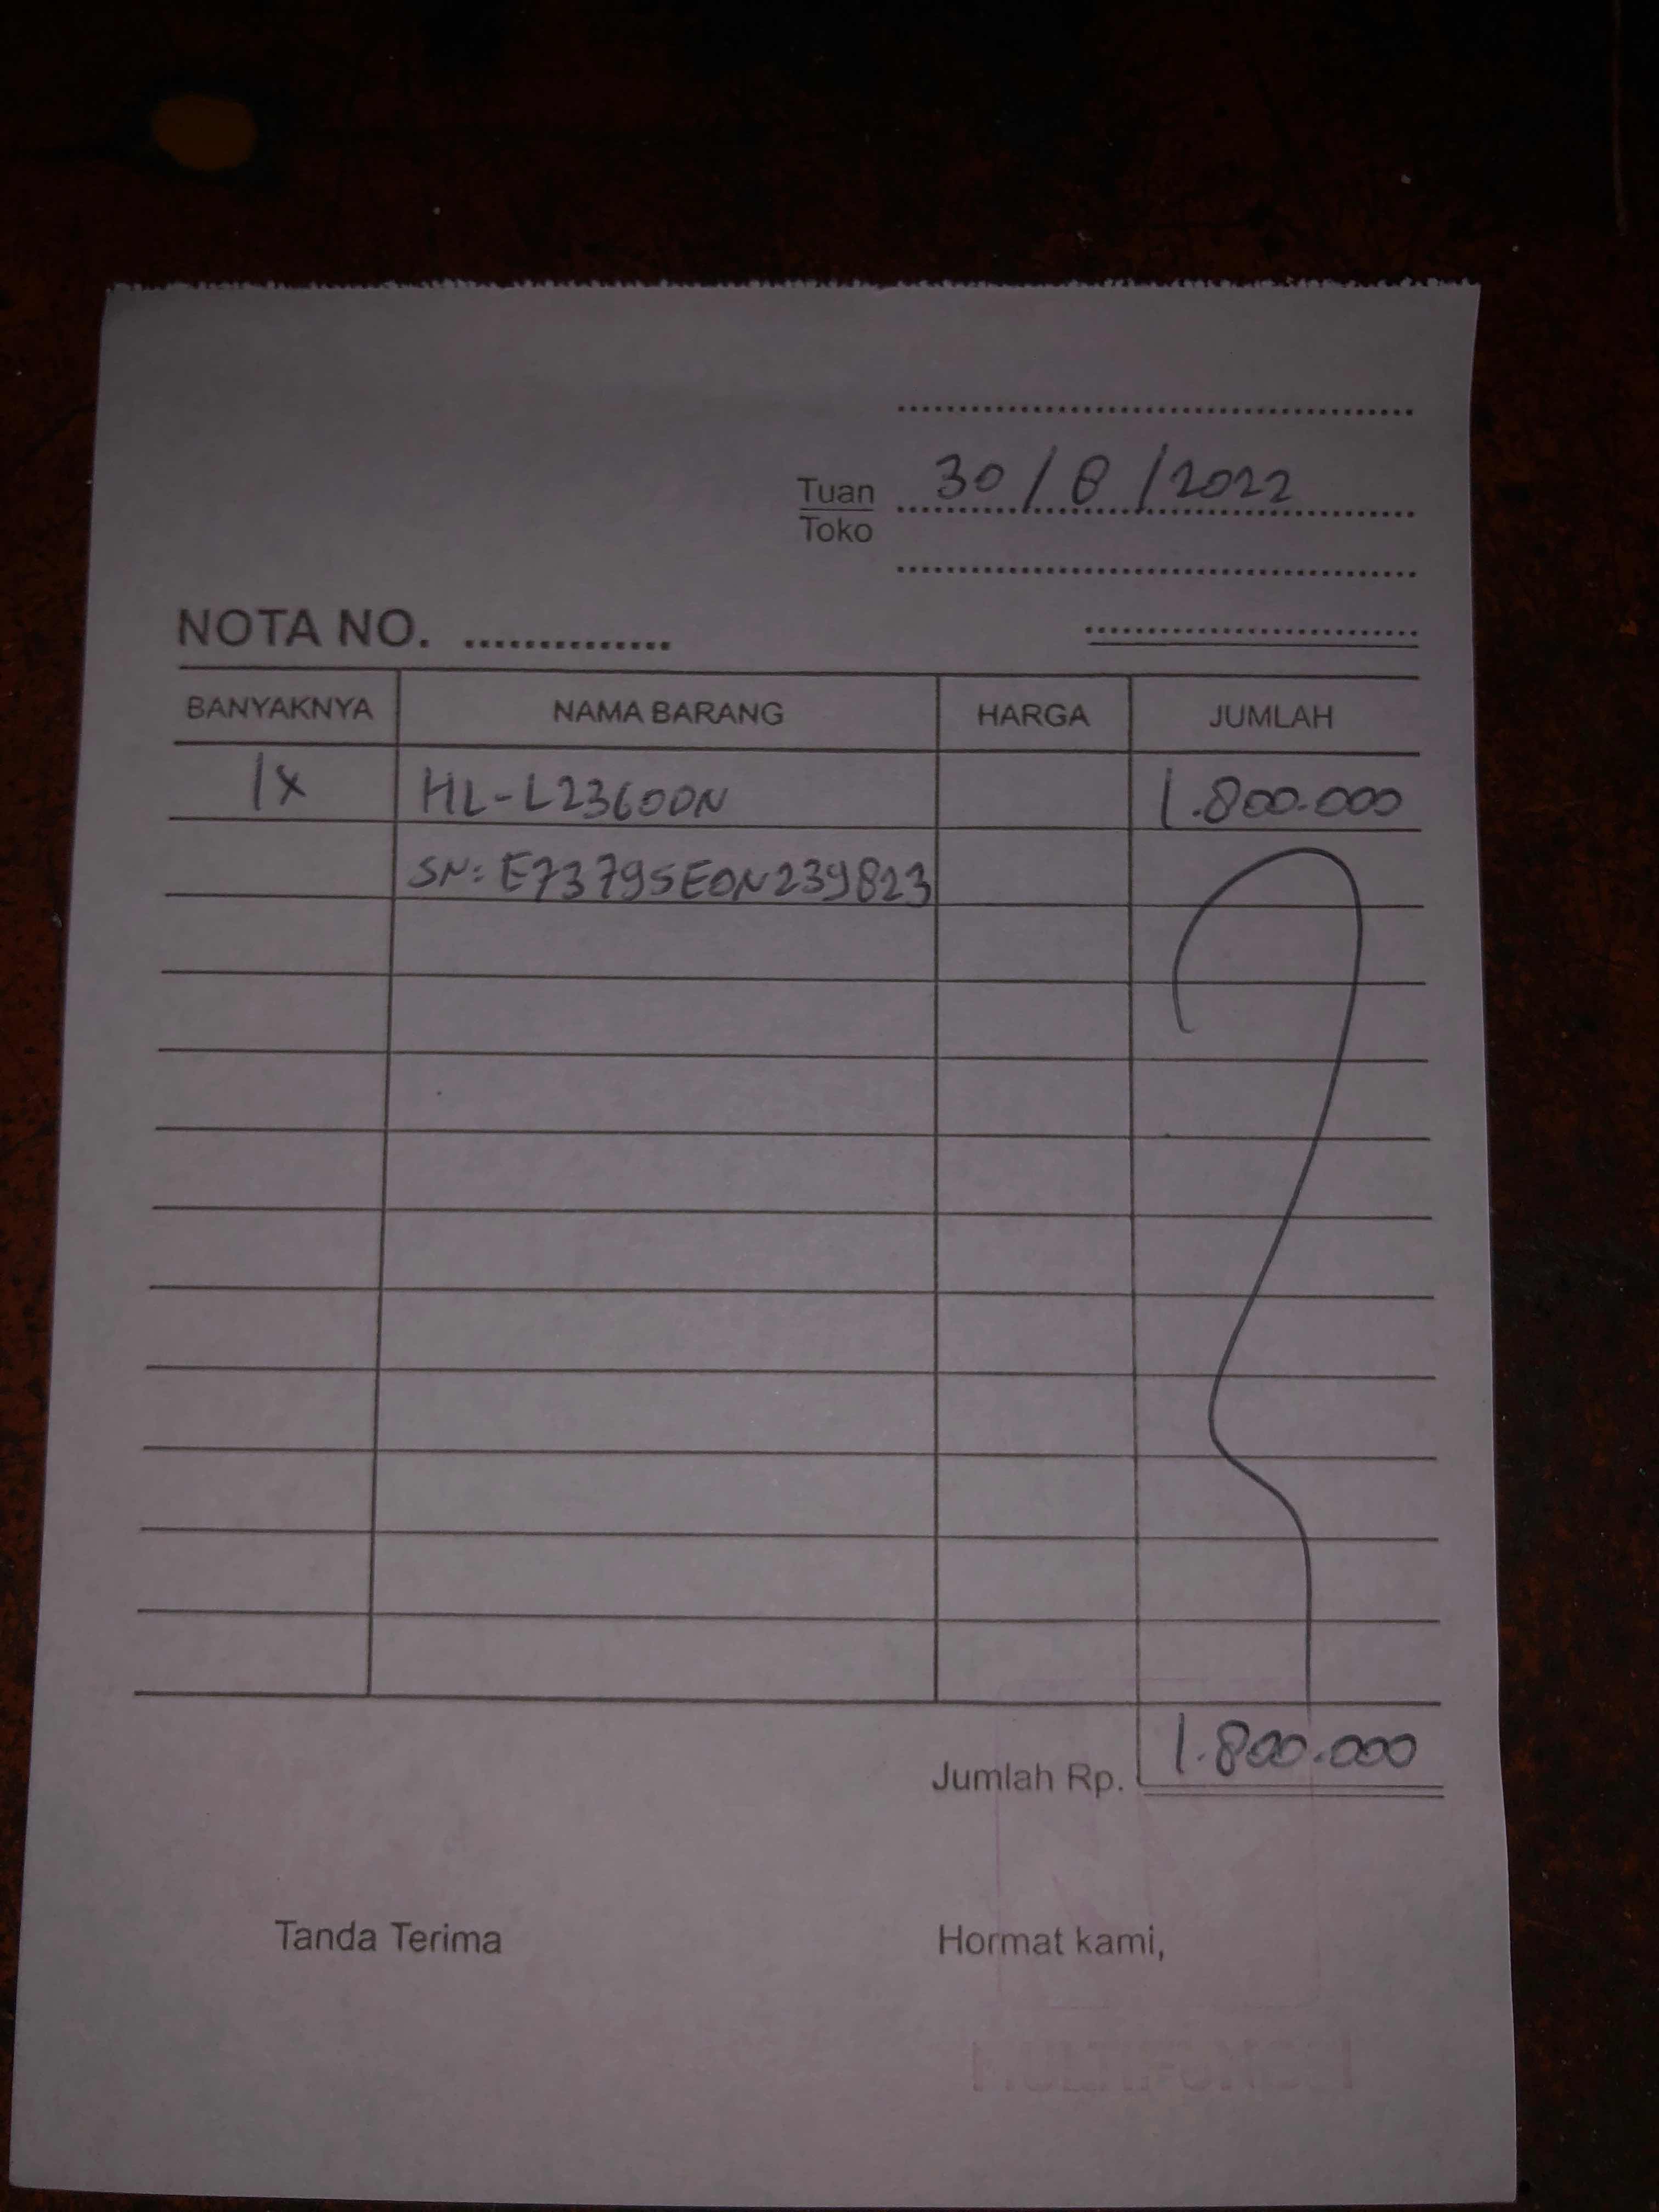 Tuan 30/8/2022
Toko
NOTA NO.
BANYAKNYA NAMA BARANG HARGA JUMLAH
1x HL-L2360DN 1.800.000
SN: E73795E0N239823
Jumlah Rp. 1.800.000
Tanda Terima Hormat kami,